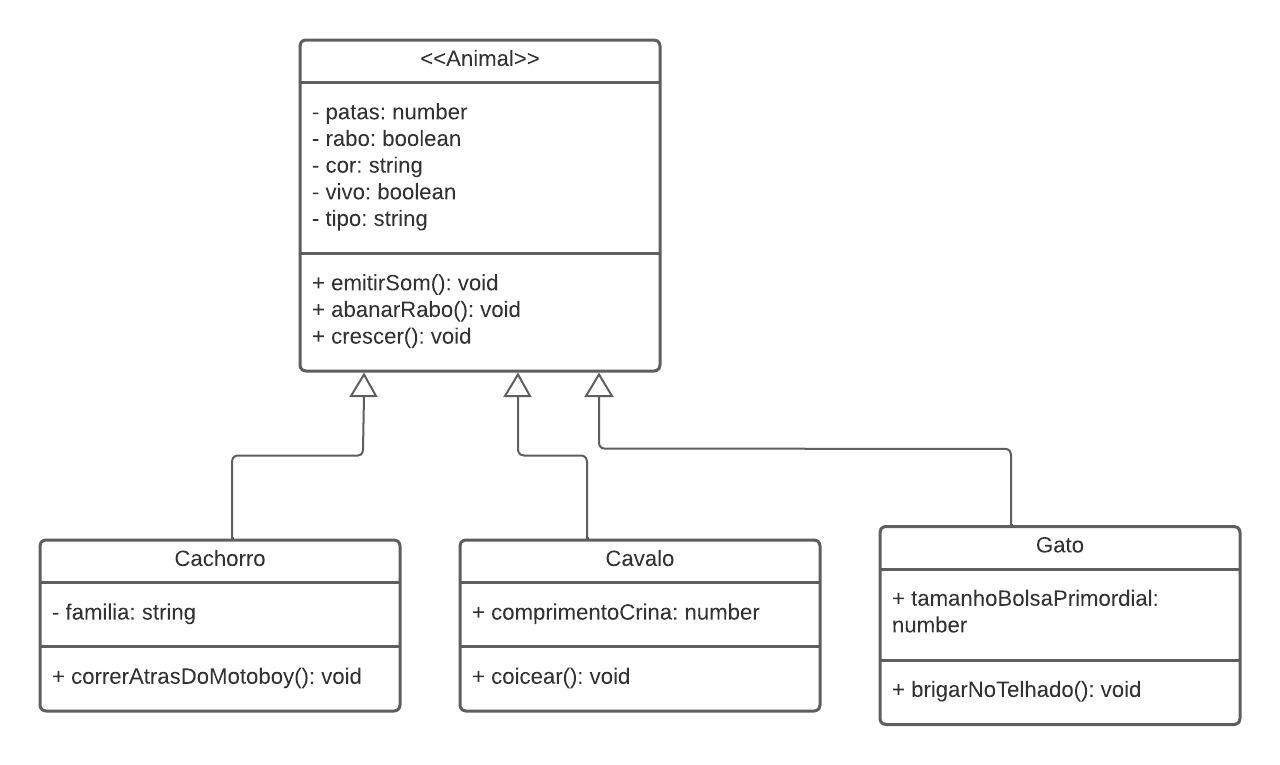 <<Animal>>
- patas: number
- rabo: boolean
- cor: string
- vivo: boolean
- tipo: string
+ emitirSom(): void
+ abanarRabo(): void
+ crescer(): void
Cachorro
- familia: string
+ correrAtrasDoMotoboy(): void
Cavalo
+ comprimentoCrina: number
+ coicear(): void
Gato
+ tamanhoBolsaPrimordial:
number
+ brigarNoTelhado(): void